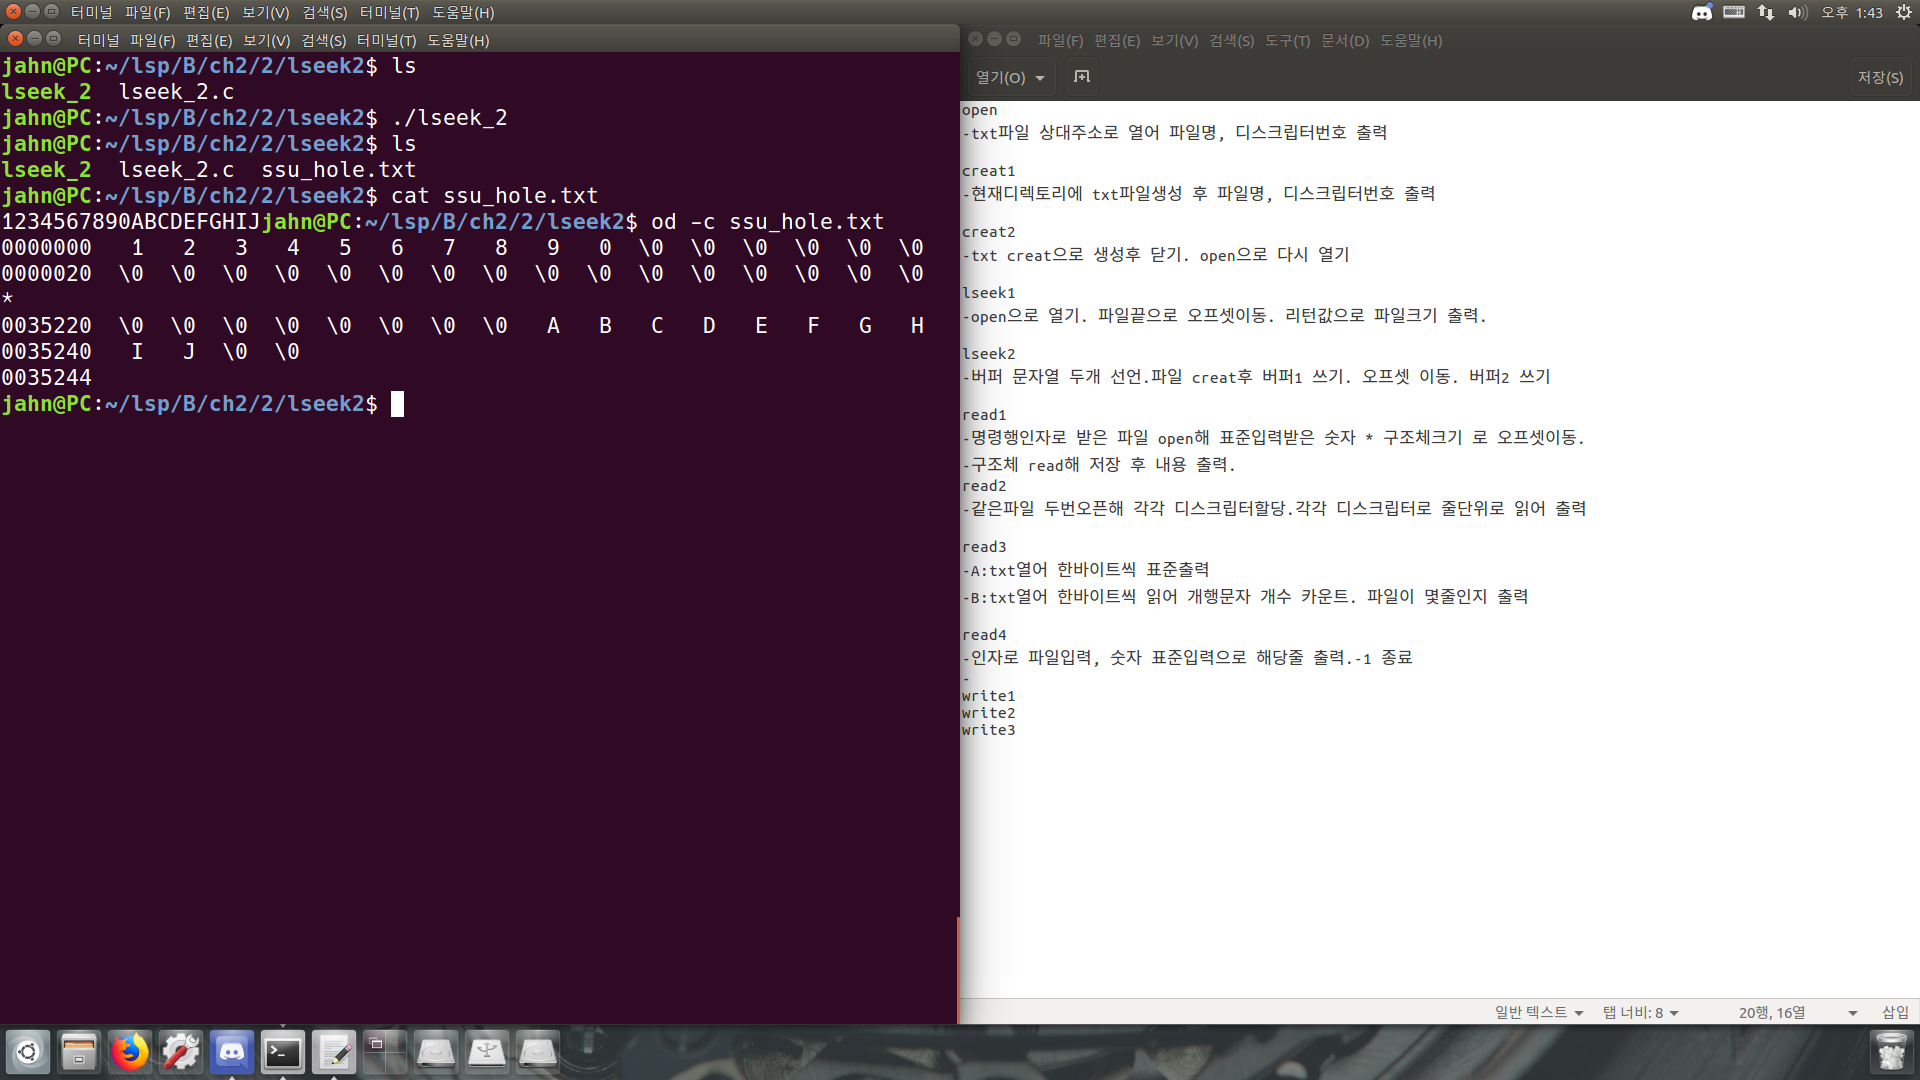 터미널 파일(F) 편집(E) 보기(V) 검색(S) 터미널(T) 도움말(H)
오후 1:43
터미널 파일(F) 편집(E) 보기(V) 검색(S) 터미널(T) 도움말(H)
jahn@PC:~/lsp/B/ch2/2/lseek2$ ls
lseek_2  lseek_2.c
jahn@PC:~/lsp/B/ch2/2/lseek2$ ./lseek_2
jahn@PC:~/lsp/B/ch2/2/lseek2$ ls
lseek_2  lseek_2.c  ssu_hole.txt
jahn@PC:~/lsp/B/ch2/2/lseek2$ cat ssu_hole.txt
1234567890ABCDEFGHIJjahn@PC:~/lsp/B/ch2/2/lseek2$ od -c ssu_hole.txt
0000000   1   2   3   4   5   6   7   8   9   0  \0  \0  \0  \0  \0  \0
0000020  \0  \0  \0  \0  \0  \0  \0  \0  \0  \0  \0  \0  \0  \0  \0  \0
*
0035220  \0  \0  \0  \0  \0  \0  \0  \0   A   B   C   D   E   F   G   H
0035240   I   J  \0  \0
0035244
jahn@PC:~/lsp/B/ch2/2/lseek2$
파일(F) 편집(E) 보기(V) 검색(S) 도구(T) 문서(D) 도움말(H)
열기(O) 저장(S)
open
-txt파일 상대주소로 열어 파일명, 디스크립터번호 출력
creat1
-현재디렉토리에 txt파일생성 후 파일명, 디스크립터번호 출력
creat2
-txt creat으로 생성후 닫기. open으로 다시 열기
lseek1
-open으로 열기. 파일끝으로 오프셋이동. 리턴값으로 파일크기 출력.
lseek2
-버퍼 문자열 두개 선언.파일 creat후 버퍼1 쓰기. 오프셋 이동. 버퍼2 쓰기
read1
-명령행인자로 받은 파일 open해 표준입력받은 숫자 * 구조체크기 로 오프셋이동.
-구조체 read해 저장 후 내용 출력.
read2
-같은파일 두번오픈해 각각 디스크립터할당.각각 디스크립터로 줄단위로 읽어 출력
read3
-A:txt열어 한바이트씩 표준출력
-B:txt열어 한바이트씩 읽어 개행문자 개수 카운트. 파일이 몇줄인지 출력
read4
-인자로 파일입력, 숫자 표준입력으로 해당줄 출력.-1 종료
-
write1
write2
write3
일반 텍스트 탭 너비: 8 20행, 16열 삽입